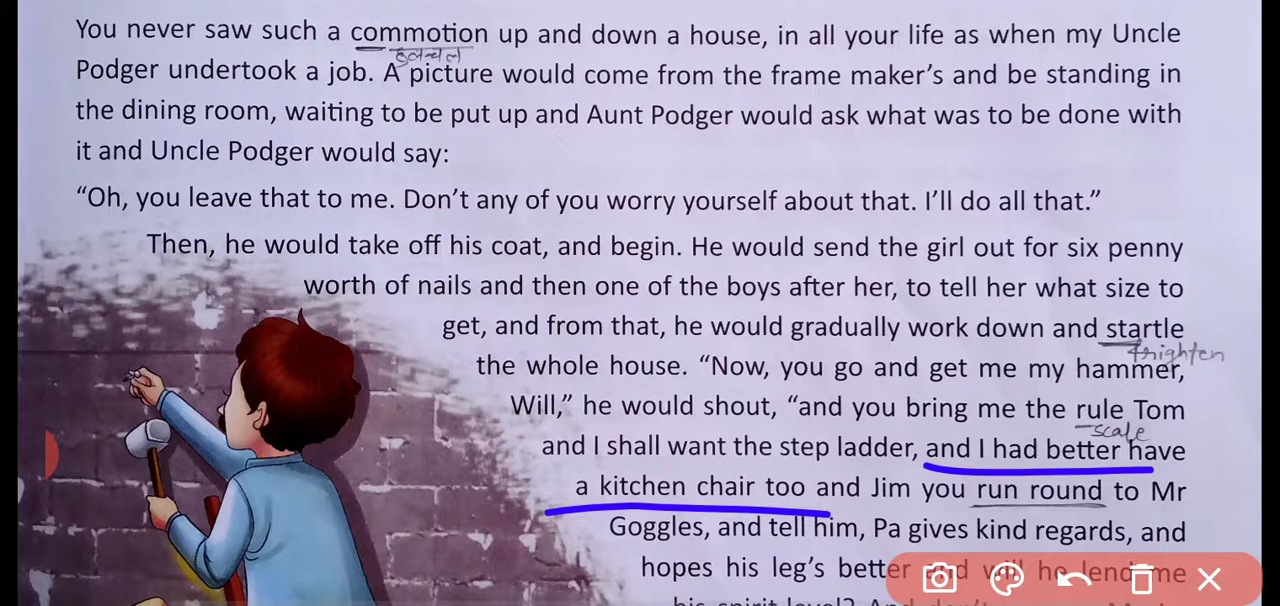 You never saw such a commotion up and down a house, in all your life as when my Uncle
हलचल
Podger undertook a job. A picture would come from the frame maker's and be standing in
the dining room, waiting to be put up and Aunt Podger would ask what was to be done with
it and Uncle Podger would say:
“Oh, you leave that to me. Don't any of you worry yourself about that. I'll do all that.”
Then, he would take off his coat, and begin. He would send the girl out for six penny
worth of nails and then one of the boys after her, to tell her what size to
get, and from that, he would gradually work down and startle
frighten
the whole house. “Now, you go and get me my hammer,
Will,” he would shout, “and you bring me the rule Tom
scale
and I shall want the step ladder, and I had better have
a kitchen chair too and Jim you run round to Mr
Goggles, and tell him, Pa gives kind regards, and
hopes his leg's better and will he lend me
his spirit level?